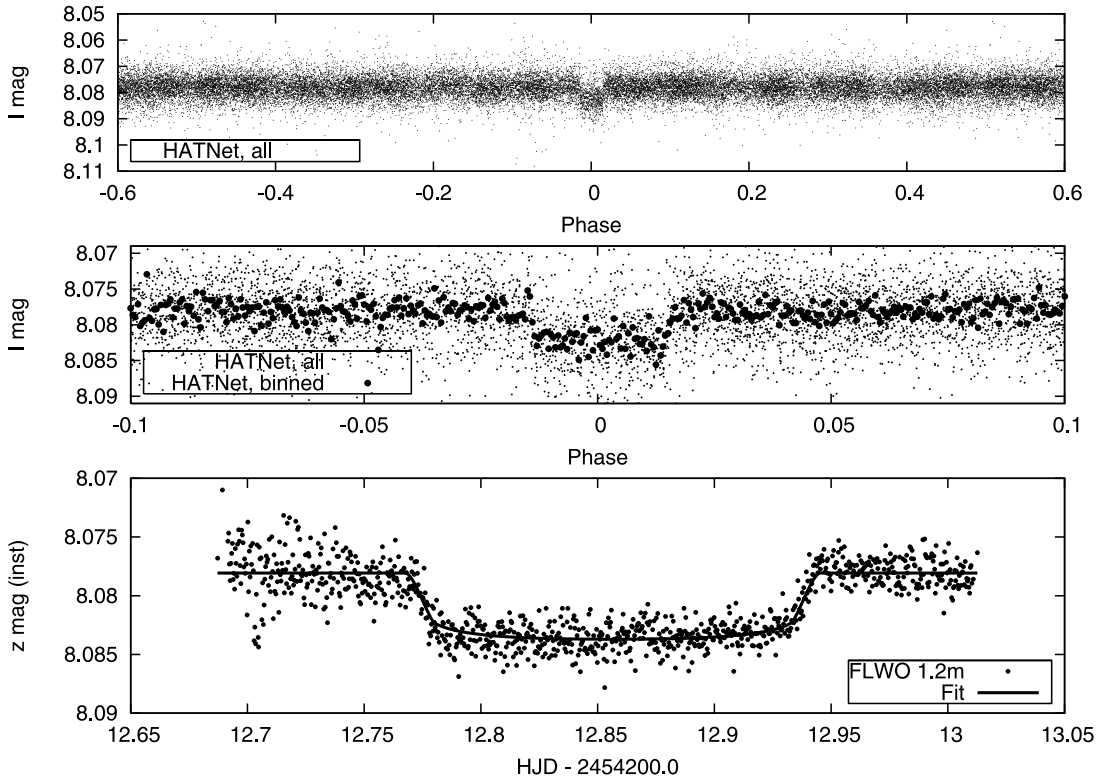 8.05
8.06
8.07
8.08
8.09
8.1
8.11
I mag
HATNet, all
-0.6 -0.4 -0.2 0 0.2 0.4 0.6
Phase
8.07
8.075
8.08
8.085
8.09
I mag
HATNet, all
HATNet, binned
-0.1 -0.05 0 0.05 0.1
Phase
8.07
8.075
8.08
8.085
8.09
z mag (inst)
FLWO 1.2m
Fit
12.65 12.7 12.75 12.8 12.85 12.9 12.95 13 13.05
HJD - 2454200.0